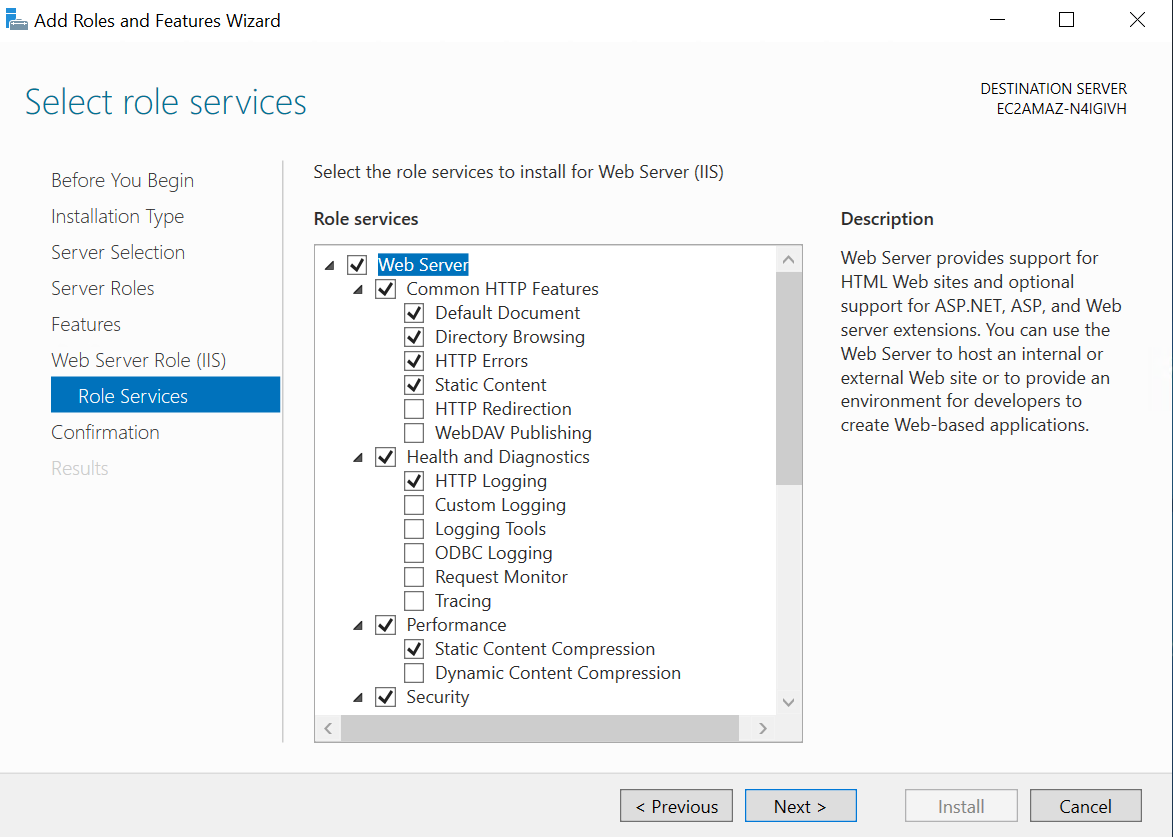 Add Roles and Features Wizard
Select role services
DESTINATION SERVER
EC2AMAZ-N4IGIVH
Before You Begin
Installation Type
Server Selection
Server Roles
Features
Web Server Role (IIS)
Role Services
Confirmation
Results
Select the role services to install for Web Server (IIS)
Role services
Web Server
Common HTTP Features
Default Document
Directory Browsing
HTTP Errors
Static Content
HTTP Redirection
WebDAV Publishing
Health and Diagnostics
HTTP Logging
Custom Logging
Logging Tools
ODBC Logging
Request Monitor
Tracing
Performance
Static Content Compression
Dynamic Content Compression
Security
Description
Web Server provides support for
HTML Web sites and optional
support for ASP.NET, ASP, and Web
server extensions. You can use the
Web Server to host an internal or
external Web site or to provide an
environment for developers to
create Web-based applications.
< Previous
Next >
Install
Cancel